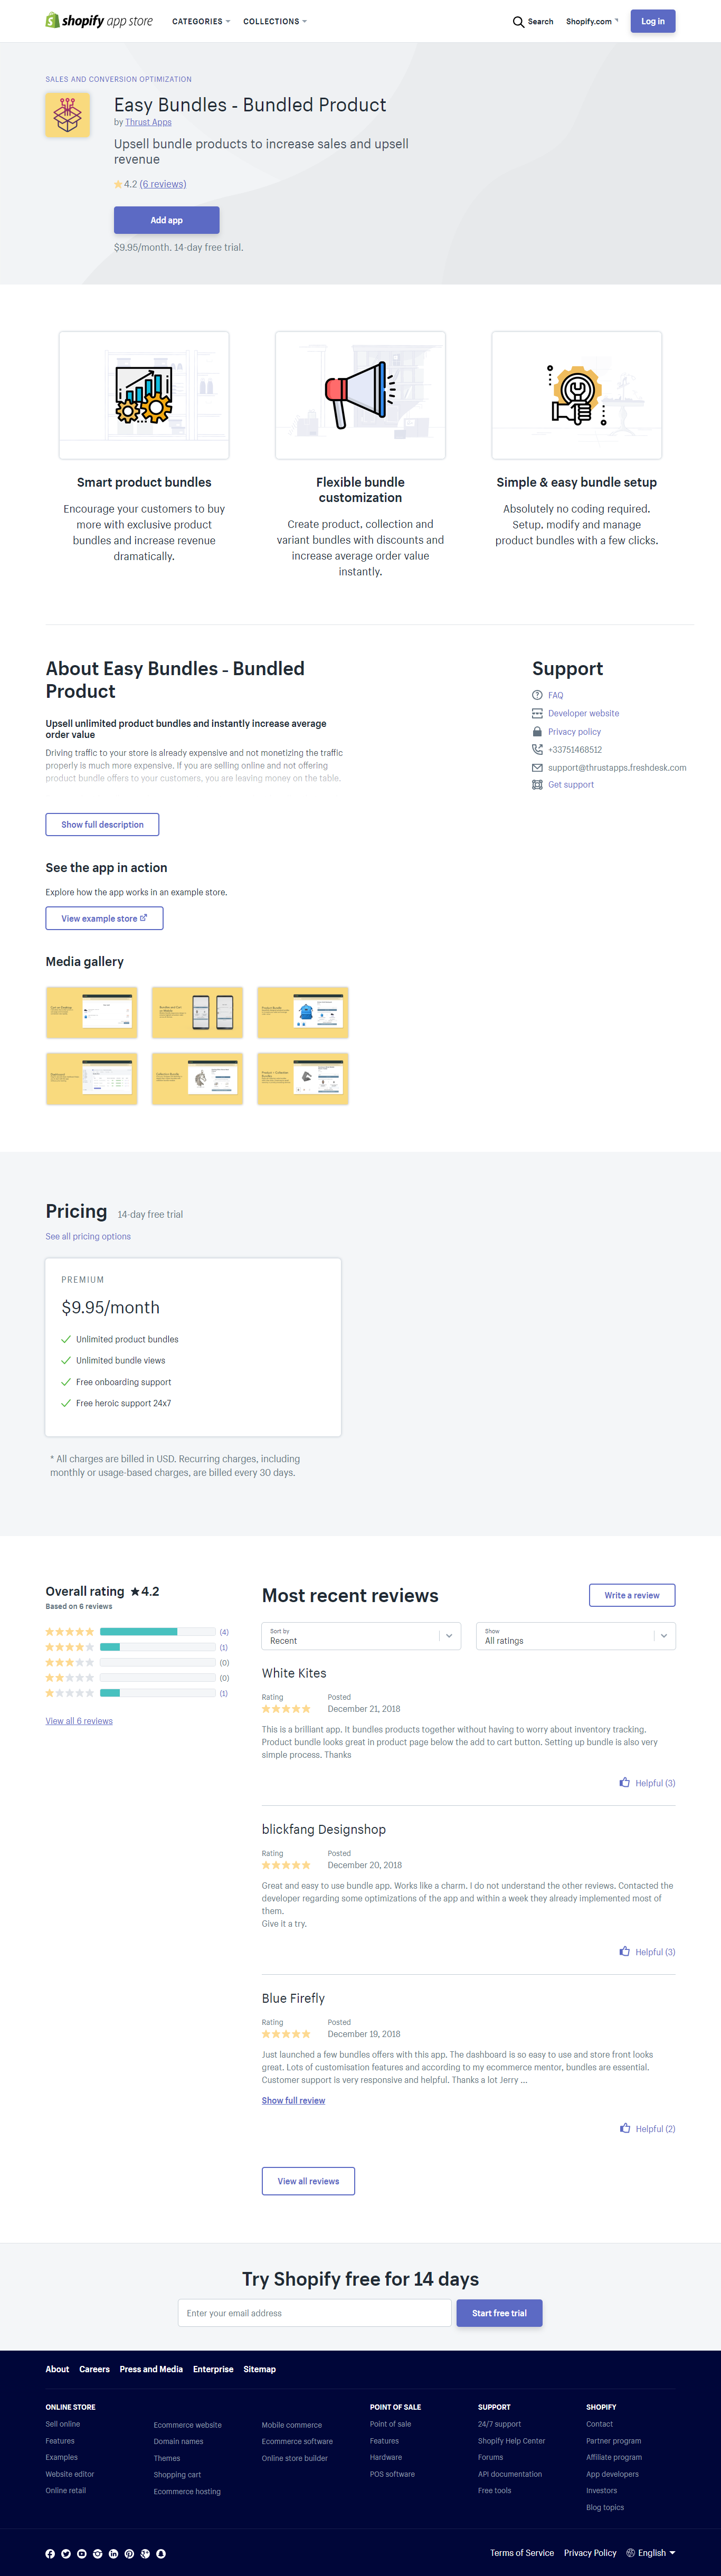 shopify app store
CATEGORIES
COLLECTIONS
Search
Shopify.com
Log in
SALES AND CONVERSION OPTIMIZATION
Easy Bundles - Bundled Product
by Thrust Apps
Upsell bundle products to increase sales and upsell
revenue
4.2 (6 reviews)
Add app
$9.95/month. 14-day free trial.
Smart product bundles
Encourage your customers to buy
more with exclusive product
bundles and increase revenue
dramatically.
Flexible bundle
customization
Create product, collection and
variant bundles with discounts and
increase average order value
instantly.
Simple & easy bundle setup
Absolutely no coding required.
Setup, modify and manage
product bundles with a few clicks.
About Easy Bundles - Bundled
Product
Upsell unlimited product bundles and instantly increase average
order value
Driving traffic to your store is already expensive and not monetizing the traffic
properly is much more expensive. If you are selling online and not offering
product bundle offers to your customers, you are leaving money on the table.
Show full description
Support
FAQ
Developer website
Privacy policy
+33751468512
support@thrustapps.freshdesk.com
Get support
See the app in action
Explore how the app works in an example store.
View example store
Media gallery
Pricing 14-day free trial
See all pricing options
PREMIUM
$9.95/month
Unlimited product bundles
Unlimited bundle views
Free onboarding support
Free heroic support 24x7
* All charges are billed in USD. Recurring charges, including
monthly or usage-based charges, are billed every 30 days.
Overall rating 4.2
Based on 6 reviews
(4)
(1)
(0)
(0)
(1)
View all 6 reviews
Most recent reviews
Write a review
Sort by
Recent
Show
All ratings
White Kites
Rating Posted
December 21, 2018
This is a brilliant app. It bundles products together without having to worry about inventory tracking.
Product bundle looks great in product page below the add to cart button. Setting up bundle is also very
simple process. Thanks
Helpful (3)
blickfang Designshop
Rating Posted
December 20, 2018
Great and easy to use bundle app. Works like a charm, I do not understand the other reviews. Contacted the
developer regarding some optimizations of the app and within a week they already implemented most of
them.
Give it a try.
Helpful (3)
Blue Firefly
Rating Posted
December 19, 2018
Just launched a few bundles offers with this app. The dashboard is so easy to use and store front looks
great. Lots of customisation features and according to my ecommerce mentor, bundles are essential.
Customer support is very responsive and helpful. Thanks a lot Jerry ...
Show full review
Helpful (2)
View all reviews
Try Shopify free for 14 days
Enter your email address
Start free trial
About Careers Press and Media Enterprise Sitemap
ONLINE STORE
Sell online
Features
Examples
Website editor
Online retail
Ecommerce website
Domain names
Themes
Shopping cart
Ecommerce hosting
Mobile commerce
Ecommerce software
Online store builder
POINT OF SALE
Point of sale
Features
Hardware
POS software
SUPPORT
24/7 support
Shopify Help Center
Forums
API documentation
Free tools
SHOPIFY
Contact
Partner program
Affiliate program
App developers
Investors
Blog topics
Terms of Service Privacy Policy English